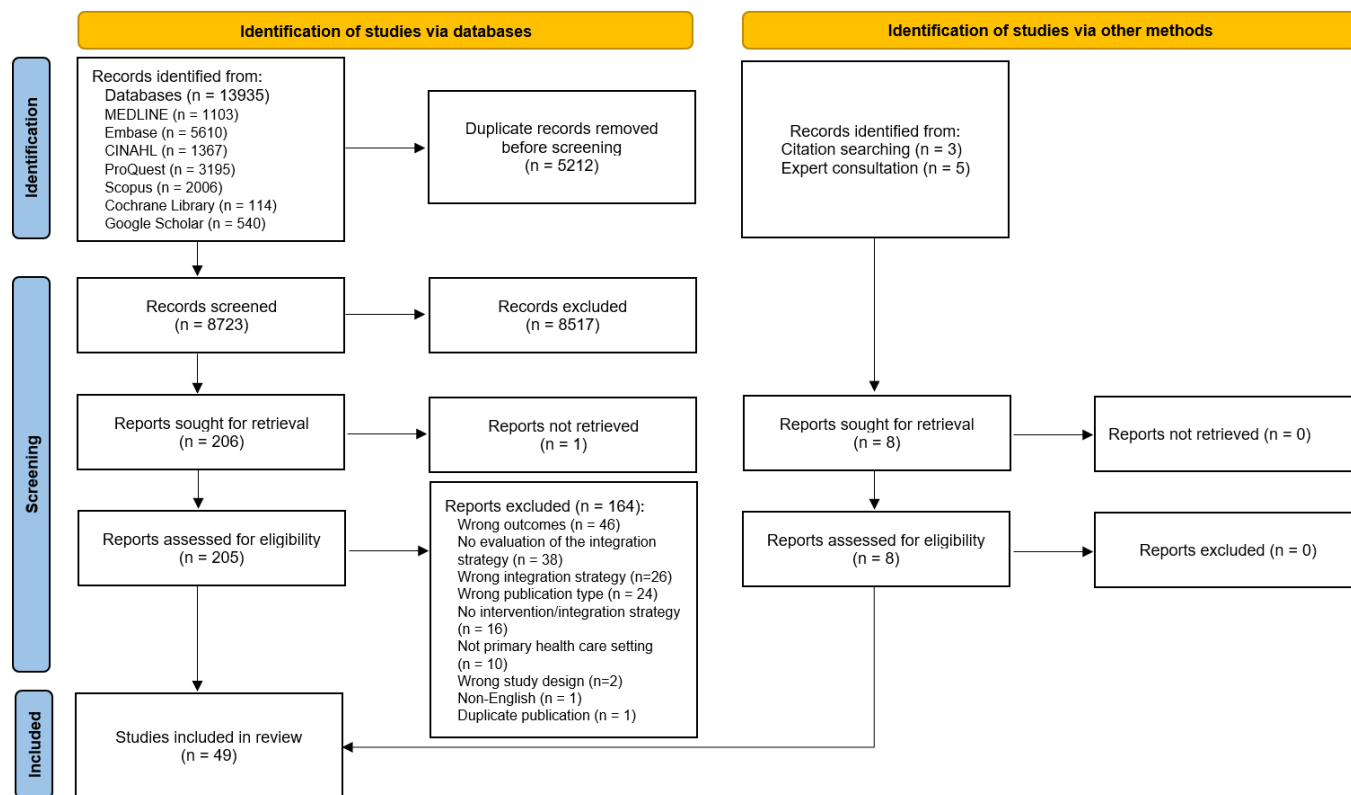 Identification of studies via databases
Identification of studies via other methods
Identification
Records identified from:
Databases (n = 13935)
MEDLINE (n = 1103)
Embase (n = 5610)
CINAHL (n = 1367)
ProQuest (n = 3195)
Scopus (n = 2006)
Cochrane Library (n = 114)
Google Scholar (n = 540)
Duplicate records removed
before screening
(n = 5212)
Records identified from:
Citation searching (n = 3)
Expert consultation (n = 5)
Screening
Records screened
(n = 8723)
Records excluded
(n = 8517)
Reports sought for retrieval
(n = 206)
Reports not retrieved
(n = 1)
Reports sought for retrieval
(n = 8)
Reports not retrieved (n = 0)
Reports assessed for eligibility
(n = 205)
Reports excluded (n = 164):
Wrong outcomes (n = 46)
No evaluation of the integration
strategy (n = 38)
Wrong integration strategy (n=26)
Wrong publication type (n = 24)
No intervention/integration strategy
(n = 16)
Not primary health care setting
(n = 10)
Wrong study design (n=2)
Non-English (n = 1)
Duplicate publication (n = 1)
Reports assessed for eligibility
(n = 8)
Reports excluded (n = 0)
Included
Studies included in review
(n = 49)